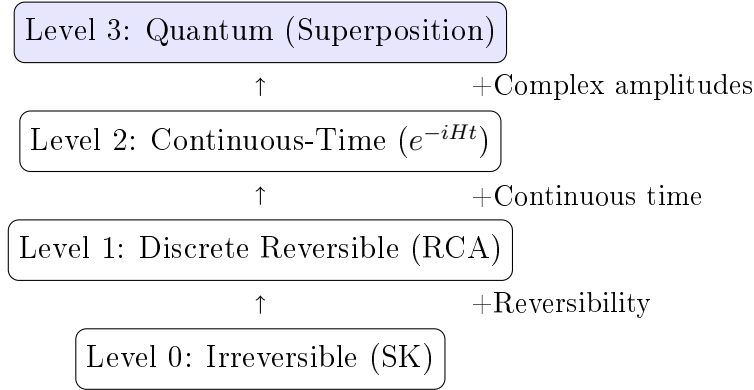 Level 3: Quantum (Superposition)
↑ +Complex amplitudes
Level 2: Continuous-Time (e^{-iHt})
↑ +Continuous time
Level 1: Discrete Reversible (RCA)
↑ +Reversibility
Level 0: Irreversible (SK)